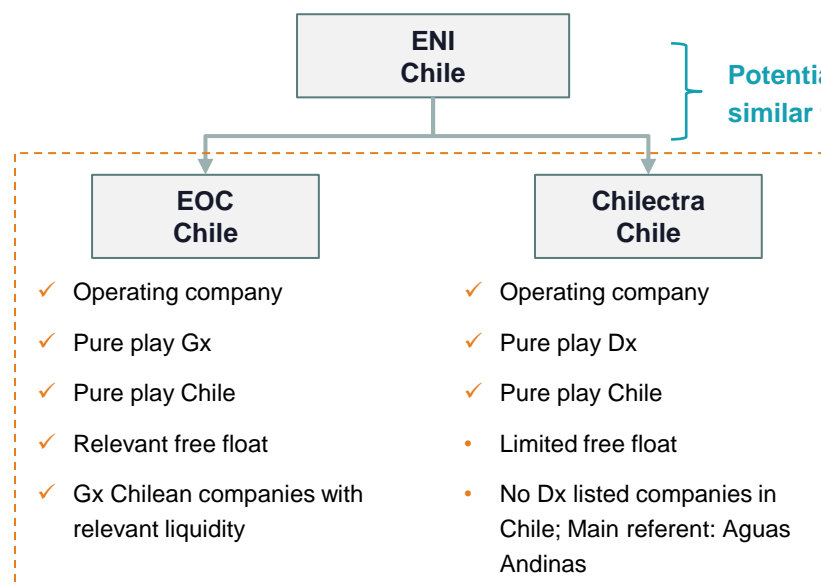 ENI
Chile
Potentia
similar
EOC
Chile
Chilectra
Chile
✓ Operating company
✓ Pure play Gx
✓ Pure play Chile
✓ Relevant free float
✓ Gx Chilean companies with
relevant liquidity
✓ Operating company
✓ Pure play Dx
✓ Pure play Chile
• Limited free float
• No Dx listed companies in
Chile; Main referent: Aguas
Andinas